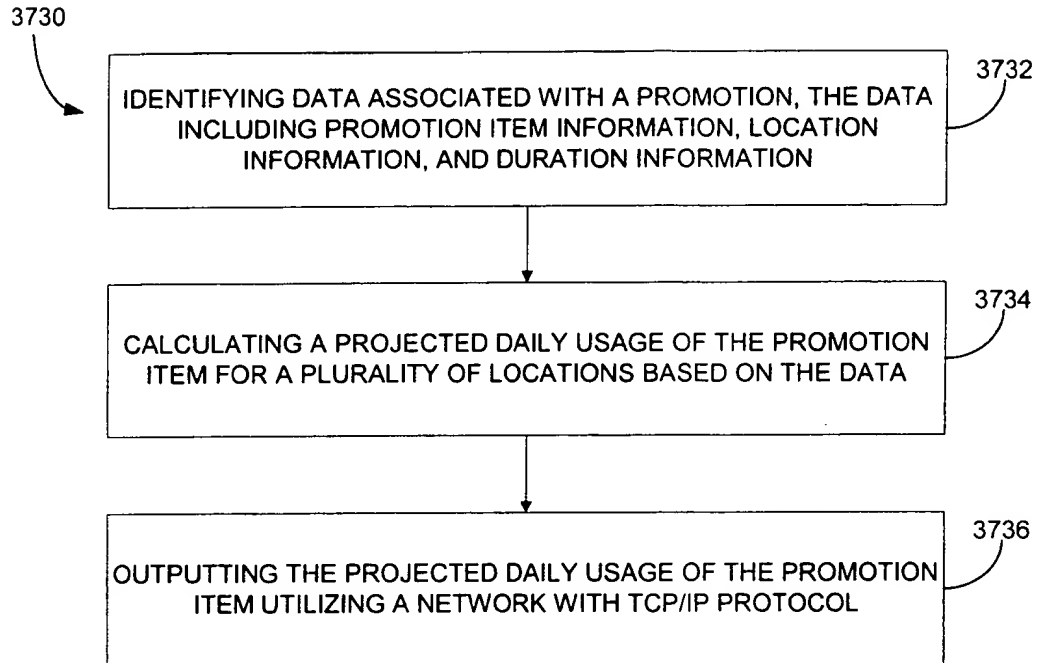 3730
3732
IDENTIFYING DATA ASSOCIATED WITH A PROMOTION, THE DATA
INCLUDING PROMOTION ITEM INFORMATION, LOCATION
INFORMATION, AND DURATION INFORMATION
3734
CALCULATING A PROJECTED DAILY USAGE OF THE PROMOTION
ITEM FOR A PLURALITY OF LOCATIONS BASED ON THE DATA
3736
OUTPUTTING THE PROJECTED DAILY USAGE OF THE PROMOTION
ITEM UTILIZING A NETWORK WITH TCP/IP PROTOCOL